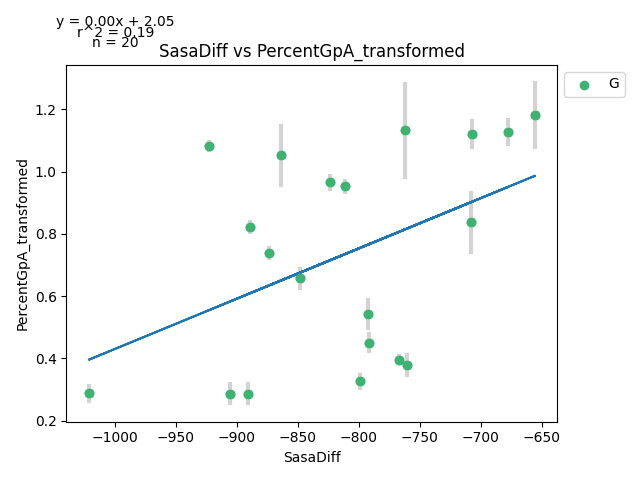 y = 0.00x + 2.05
r^2 = 0.19
n = 20
SasaDiff vs PercentGpA_transformed
G
PercentGpA_transformed
1.2
1.0
0.8
0.6
0.4
0.2
−1000
−950
−900
−850
−800
−750
−700
−650
SasaDiff